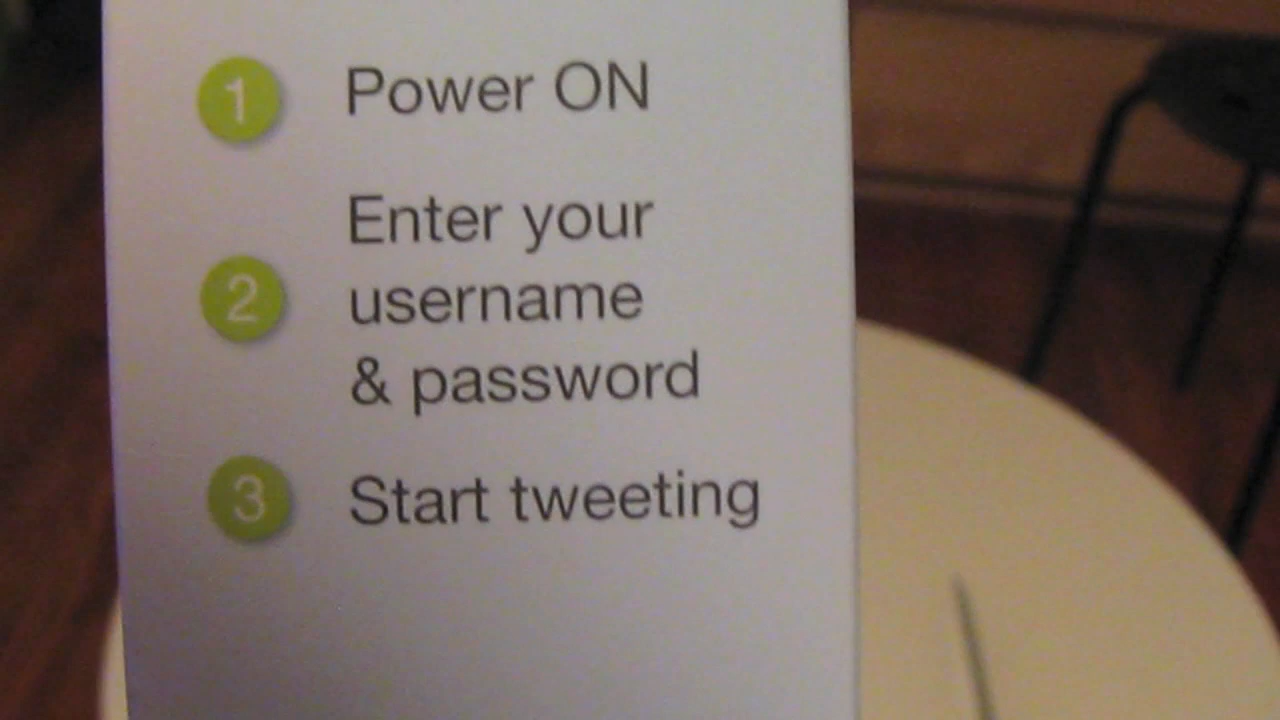 1 Power ON
Enter your
2 username
& password
3 Start tweeting